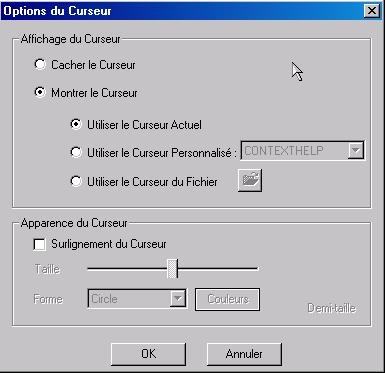 Options du Curseur
Affichage du Curseur
Cacher le Curseur
Montrer le Curseur
Utiliser le Curseur Actuel
Utiliser le Curseur Personnalisé : CONTEXTHELP
Utiliser le Curseur du Fichier
Apparence du Curseur
Surlignement du Curseur
Taille
Forme Circle Couleurs Demi-taille
OK Annuler